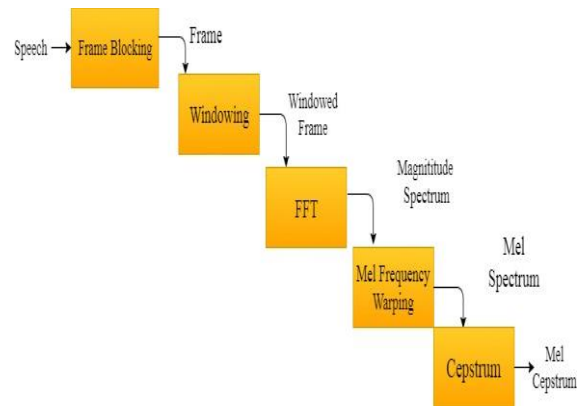 Speech
Frame Blocking
Frame
Windowing
Windowed
Frame
FFT
Magnititude
Spectrum
Mel Frequency
Warping
Mel
Spectrum
Cepstrum
Mel
Cepstrum